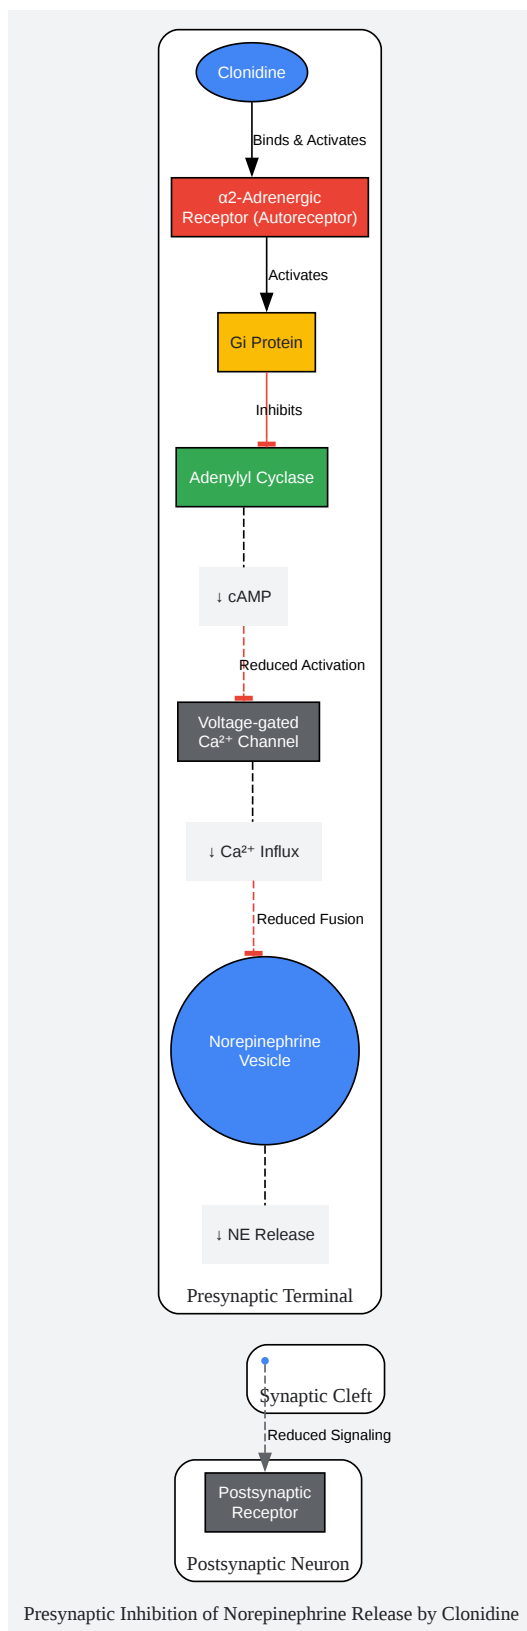 Clonidine
Binds & Activates
α2-Adrenergic
Receptor (Autoreceptor)
Activates
Gi Protein
Inhibits
Adenylyl Cyclase
↓ cAMP
Reduced Activation
Voltage-gated
Ca²⁺ Channel
↓ Ca²⁺ Influx
Reduced Fusion
Norepinephrine
Vesicle
↓ NE Release
Presynaptic Terminal
Synaptic Cleft
Reduced Signaling
Postsynaptic
Receptor
Postsynaptic Neuron
Presynaptic Inhibition of Norepinephrine Release by Clonidine